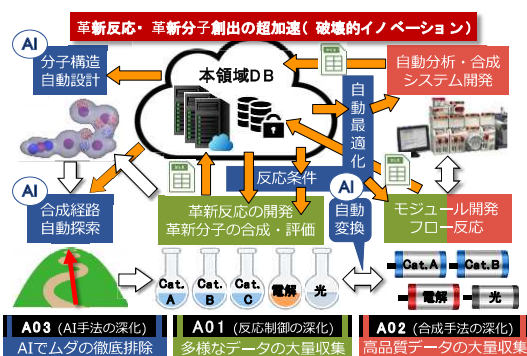 革新反応・革新分子創出の超加速(破壊的イノベーション)
AI
分子構造
自動設計
本領域DB
自動最適化
自動分析・合成
システム開発
反応条件
AI
合成経路
自動探索
革新反応の開発
革新分子の合成・評価
AI
自動
変換
モジュール開発
フロー反応
Cat.
A
Cat.
B
Cat.
C
電解
光
Cat.A
Cat.B
電解
光
A03 (AI手法の深化)
AIでムダの徹底排除
A01 (反応制御の深化)
多様なデータの大量収集
A02 (合成手法の深化)
高品質データの大量収集